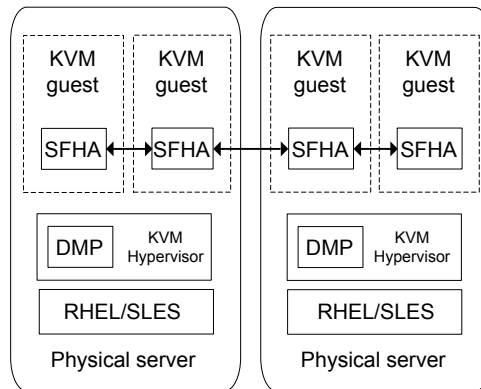 KVM
guest
KVM
guest
SFHA
SFHA
DMP
KVM
Hypervisor
RHEL/SLES
Physical server
KVM
guest
KVM
guest
SFHA
SFHA
DMP
KVM
Hypervisor
RHEL/SLES
Physical server